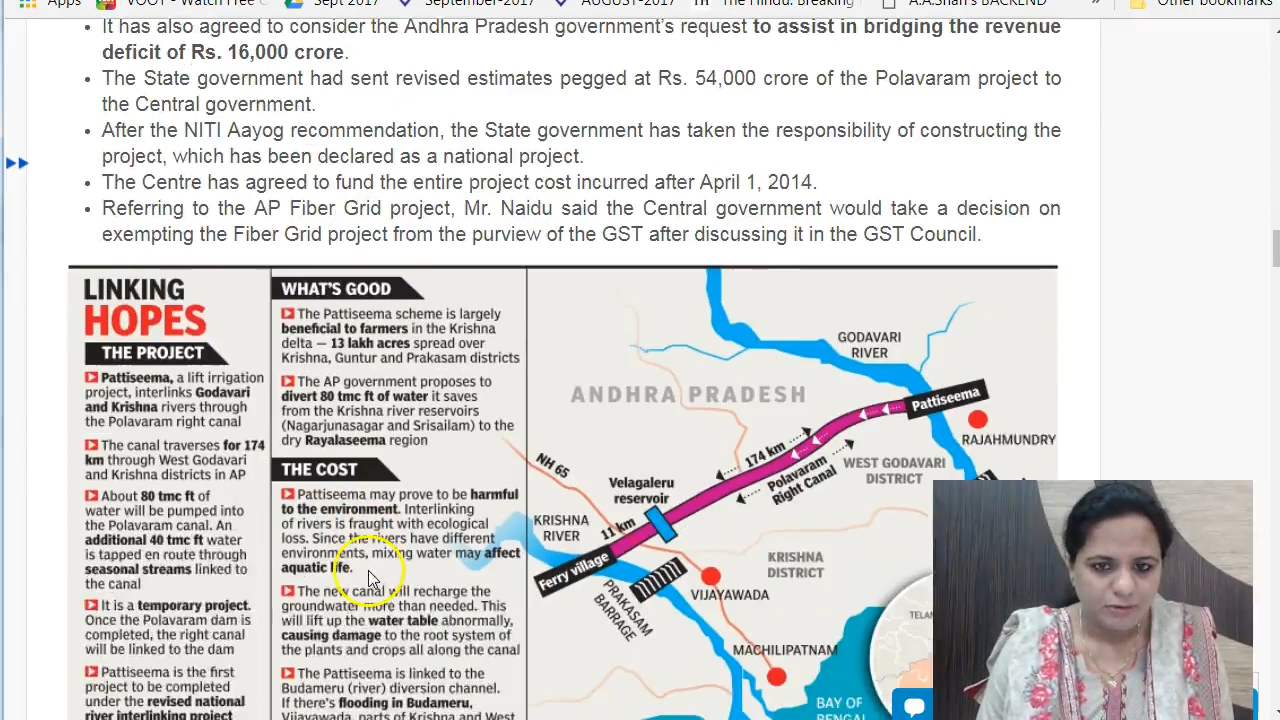 Apps
VOOT - Watch Free
Sept 2017
September-2017
AUGUST-2017
TH
The Hindu: Breaking
A.A.Shah's BACKEND
»
Other bookmarks
• It has also agreed to consider the Andhra Pradesh government's request to assist in bridging the revenue
deficit of Rs. 16,000 crore.
• The State government had sent revised estimates pegged at Rs. 54,000 crore of the Polavaram project to
the Central government.
• After the NITI Aayog recommendation, the State government has taken the responsibility of constructing the
project, which has been declared as a national project.
• The Centre has agreed to fund the entire project cost incurred after April 1, 2014.
• Referring to the AP Fiber Grid project, Mr. Naidu said the Central government would take a decision on
exempting the Fiber Grid project from the purview of the GST after discussing it in the GST Council.
LINKING
HOPES
THE PROJECT
Pattiseema, a lift irrigation
project, interlinks Godavari
and Krishna rivers through
the Polavaram right canal
The canal traverses for 174
km through West Godavari
and Krishna districts in AP
About 80 tmc ft of
water will be pumped into
the Polavaram canal. An
additional 40 tmc ft water
is tapped en route through
seasonal streams linked to
the canal
It is a temporary project.
Once the Polavaram dam is
completed, the right canal
will be linked to the dam
Pattiseema is the first
project to be completed
under the revised national
river interlinking project
WHAT'S GOOD
The Pattiseema scheme is largely
beneficial to farmers in the Krishna
delta – 13 lakh acres spread over
Krishna, Guntur and Prakasam districts
The AP government proposes to
divert 80 tmc ft of water it saves
from the Krishna river reservoirs
(Nagarjunasagar and Srisailam) to the
dry Rayalaseema region
THE COST
Pattiseema may prove to be harmful
to the environment. Interlinking
of rivers is fraught with ecological
loss. Since the rivers have different
environments, mixing water may affect
aquatic life.
The new canal will recharge the
groundwater more than needed. This
will lift up the water table abnormally,
causing damage to the root system of
the plants and crops all along the canal
The Pattiseema is linked to the
Budameru (river) diversion channel.
If there's flooding in Budameru,
Vijayawada, parts of Krishna and West
GODAVARI
RIVER
ANDHRA PRADESH
Pattiseema
RAJAHMUNDRY
174 km
Polavaram
Right Canal
WEST GODAVARI
DISTRICT
NH 65
Velagaleru
reservoir
11 km
KRISHNA
RIVER
Ferry village
KRISHNA
DISTRICT
PRAKASAM
BARRAGE
VIJAYAWADA
MACHILIPATNAM
BAY OF
BENGAL